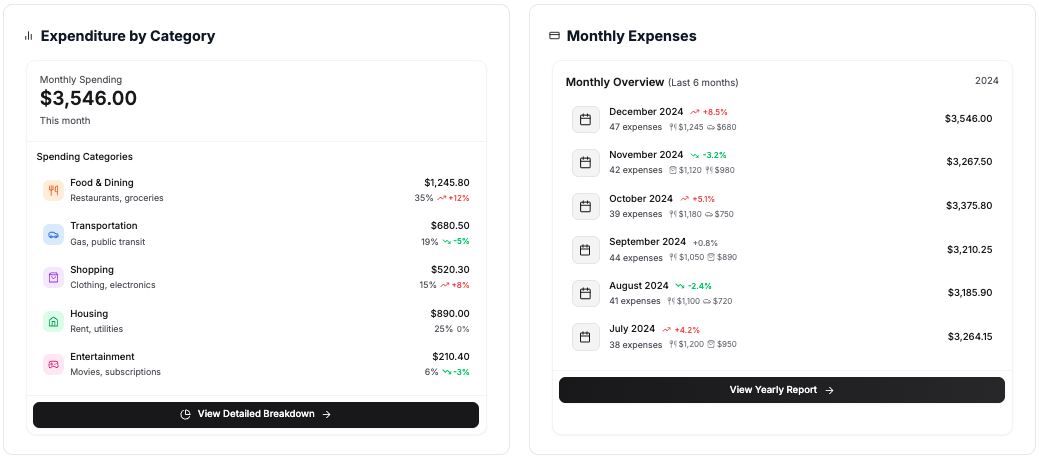 Expenditure by Category
Monthly Spending
$3,546.00
This month
Spending Categories
Food & Dining $1,245.80
Restaurants, groceries 35% +12%
Transportation $680.50
Gas, public transit 19% -5%
Shopping $520.30
Clothing, electronics 15% +8%
Housing $890.00
Rent, utilities 25% 0%
Entertainment $210.40
Movies, subscriptions 6% -3%
View Detailed Breakdown
Monthly Expenses
Monthly Overview (Last 6 months) 2024
December 2024 +8.5%
47 expenses $1,245 $680
$3,546.00
November 2024 -3.2%
42 expenses $1,120 $980
$3,267.50
October 2024 +5.1%
39 expenses $1,180 $750
$3,375.80
September 2024 +0.8%
44 expenses $1,050 $890
$3,210.25
August 2024 -2.4%
41 expenses $1,100 $720
$3,185.90
July 2024 +4.2%
38 expenses $1,200 $950
$3,264.15
View Yearly Report